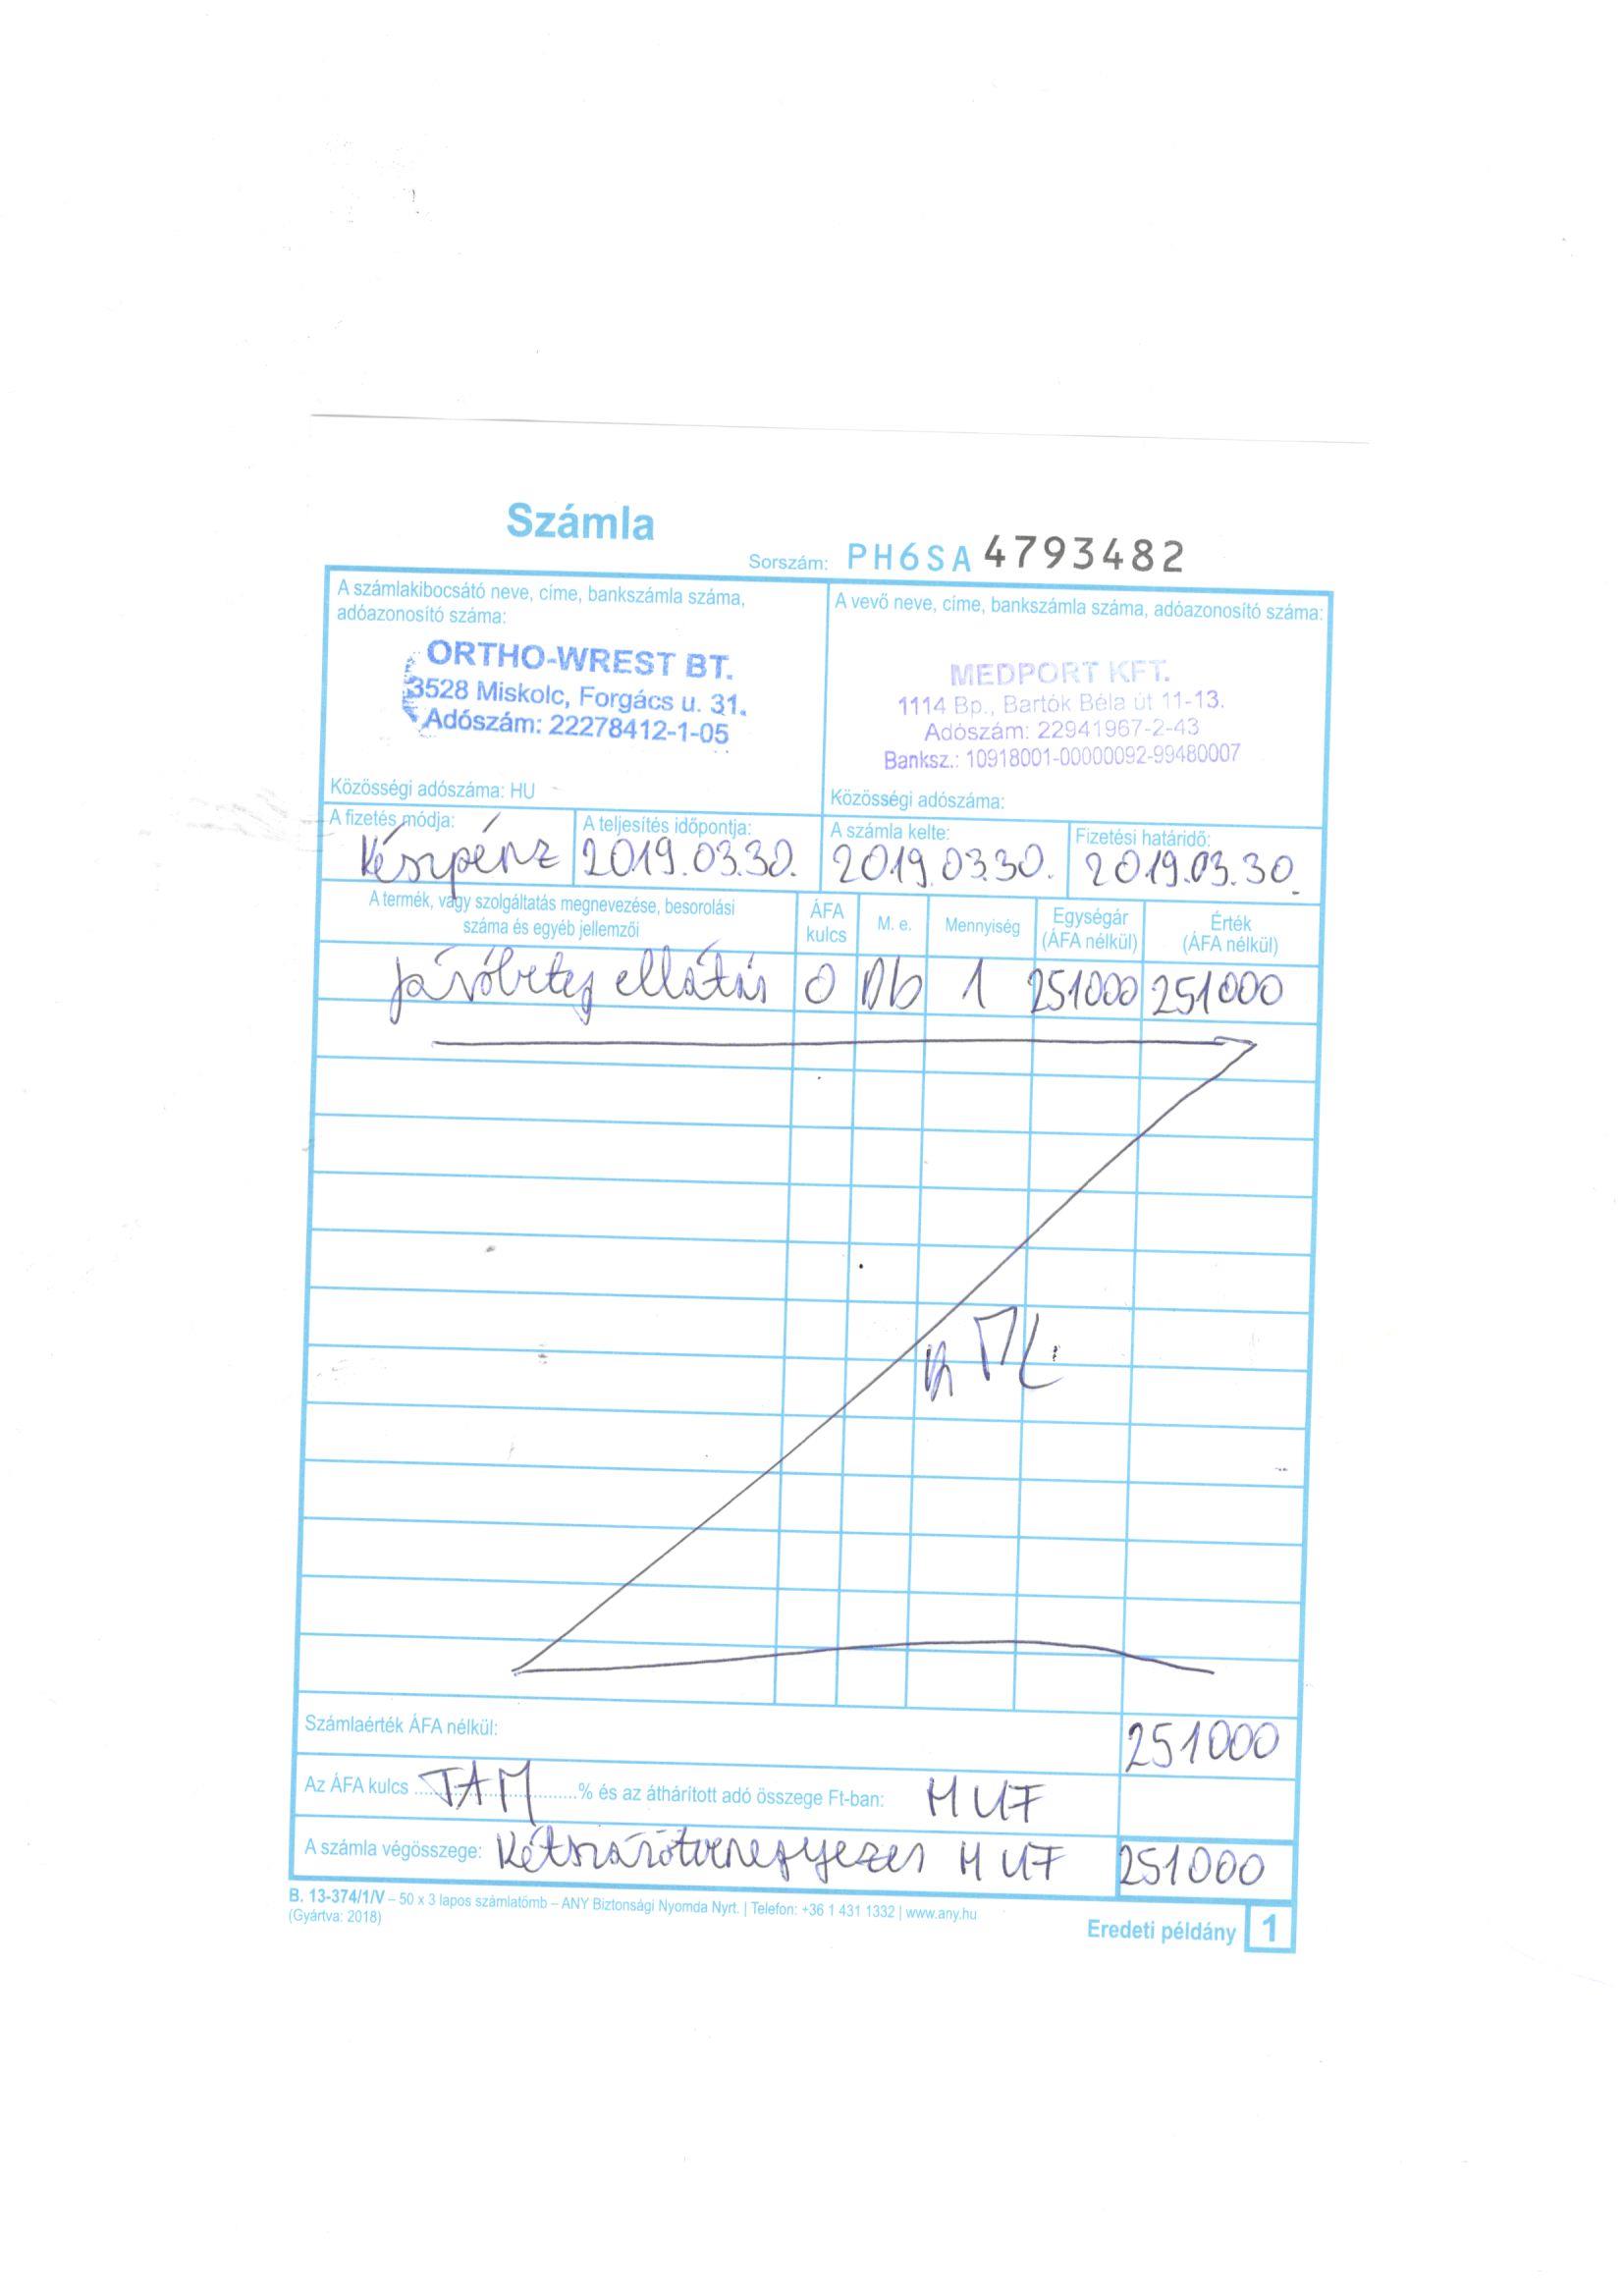 Számla
Sorszám: PH6SA 4793482
A számlakibocsátó neve, címe, bankszámla száma,
adóazonosító száma:
ORTHO-WREST BT.
3528 Miskolc, Forgács u. 31.
Adószám: 22278412-1-05
Közösségi adószáma: HU
A vevő neve, címe, bankszámla száma, adóazonosító száma:
MEDPORT KFT.
1114 Bp., Bartók Béla út 11-13.
Adószám: 22941967-2-43
Banksz.: 10918001-00000092-99480007
Közösségi adószáma:
A fizetés módja: A teljesítés időpontja: A számla kelte: Fizetési határidő:
Készpénz 2019.03.30. 2019.03.30. 2019.03.30.
A termék, vagy szolgáltatás megnevezése, besorolási
száma és egyéb jellemzői
ÁFA
kulcs
M. e.
Mennyiség
Egységár
(ÁFA nélkül)
Érték
(ÁFA nélkül)
Járóbeteg ellátás 0 Db 1 251000 251000
Számlaérték ÁFA nélkül: 251000
Az ÁFA kulcs TAM % és az áthárított adó összege Ft-ban: HUF
A számla végösszege: Kétszázötvenegyezer HUF 251000
B. 13-374/1/V – 50 x 3 lapos számlatömb – ANY Biztonsági Nyomda Nyrt. | Telefon: +36 1 431 1332 | www.any.hu
(Gyártva: 2018)
Eredeti példány 1